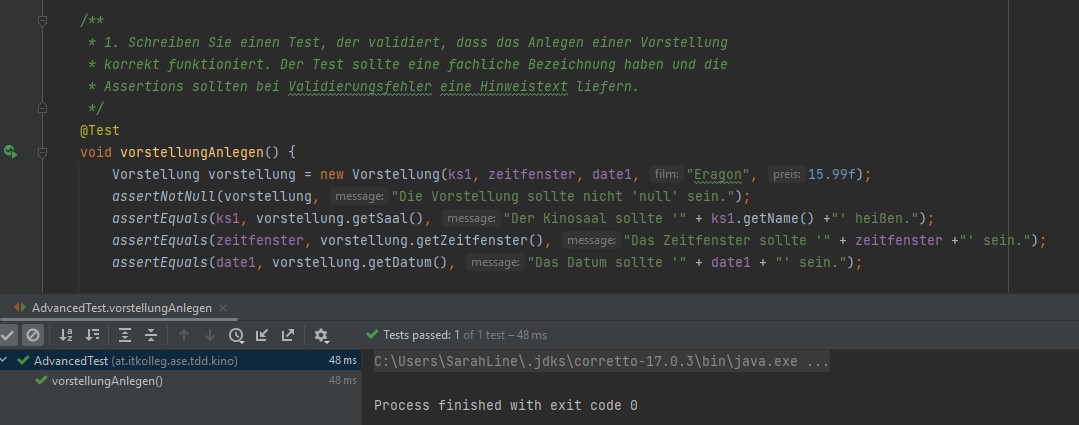 /**
* 1. Schreiben Sie einen Test, der validiert, dass das Anlegen einer Vorstellung
* korrekt funktioniert. Der Test sollte eine fachliche Bezeichnung haben und die
* Assertions sollten bei Validierungsfehler eine Hinweistext liefern.
*/
@Test
void vorstellungAnlegen() {
Vorstellung vorstellung = new Vorstellung(ks1, zeitfenster, date1, film: "Eragon", preis: 15.99f);
assertNotNull(vorstellung, message: "Die Vorstellung sollte nicht 'null' sein.");
assertEquals(ks1, vorstellung.getSaal(), message: "Der Kinosaal sollte '" + ks1.getName() +"' heißen.");
assertEquals(zeitfenster, vorstellung.getZeitfenster(), message: "Das Zeitfenster sollte '" + zeitfenster +"' sein.");
assertEquals(date1, vorstellung.getDatum(), message: "Das Datum sollte '" + date1 + "' sein.");
AdvancedTest.vorstellungAnlegen
Tests passed: 1 of 1 test – 48 ms
AdvancedTest (at.itkolleg.ase.tdd.kino) 48 ms
vorstellungAnlegen() 48 ms
C:\Users\SarahLine\.jdks\corretto-17.0.3\bin\java.exe ...
Process finished with exit code 0